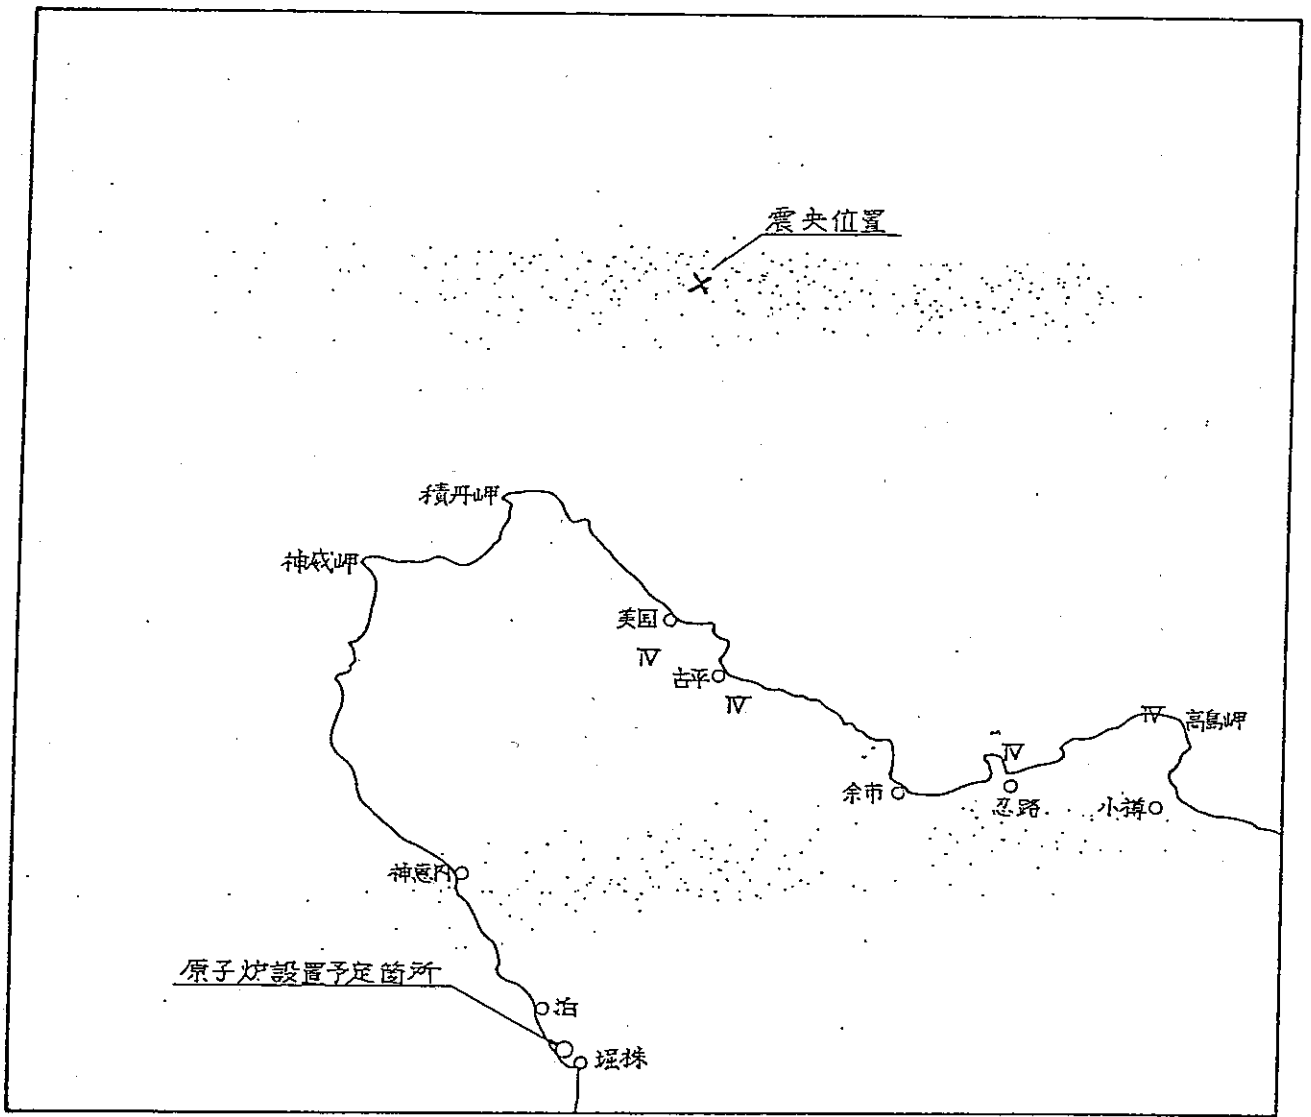 震央位置
積丹岬
神威岬
美国
Ⅳ
古平
Ⅳ
Ⅳ
高島岬
Ⅳ
余市
忍路
小樽
神恵内
原子炉設置予定箇所
泊
堀株